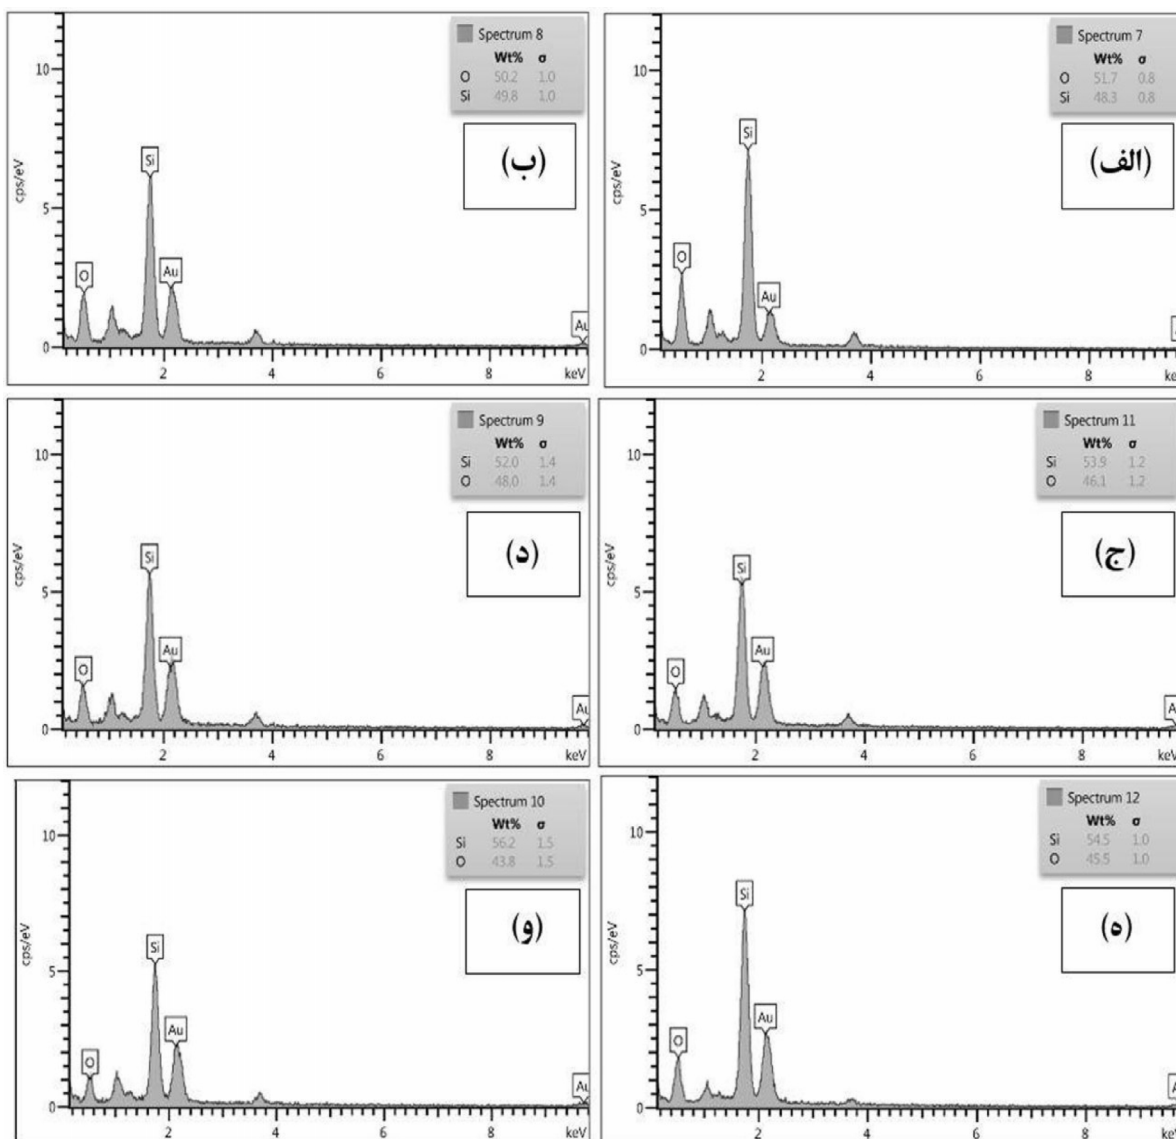 Spectrum 8
Wt% σ
O 50.2 1.0
Si 49.8 1.0
(ب)
cps/eV
10
5
0
O
Si
Au
Au
2 4 6 8 keV
Spectrum 7
Wt% σ
O 51.7 0.8
Si 48.3 0.8
(الف)
cps/eV
10
5
0
O
Si
Au
2 4 6 8 keV
Spectrum 9
Wt% σ
Si 52.0 1.4
O 48.0 1.4
(د)
cps/eV
10
5
0
O
Si
Au
Au
2 4 6 8 keV
Spectrum 11
Wt% σ
Si 53.9 1.2
O 46.1 1.2
(ج)
cps/eV
10
5
0
O
Si
Au
A
2 4 6 8 keV
Spectrum 10
Wt% σ
Si 56.2 1.5
O 43.8 1.5
(و)
cps/eV
10
5
0
O
Si
Au
Au
2 4 6 8 keV
Spectrum 12
Wt% σ
Si 54.5 1.0
O 45.5 1.0
(ه)
cps/eV
10
5
0
O
Si
Au
2 4 6 8 keV